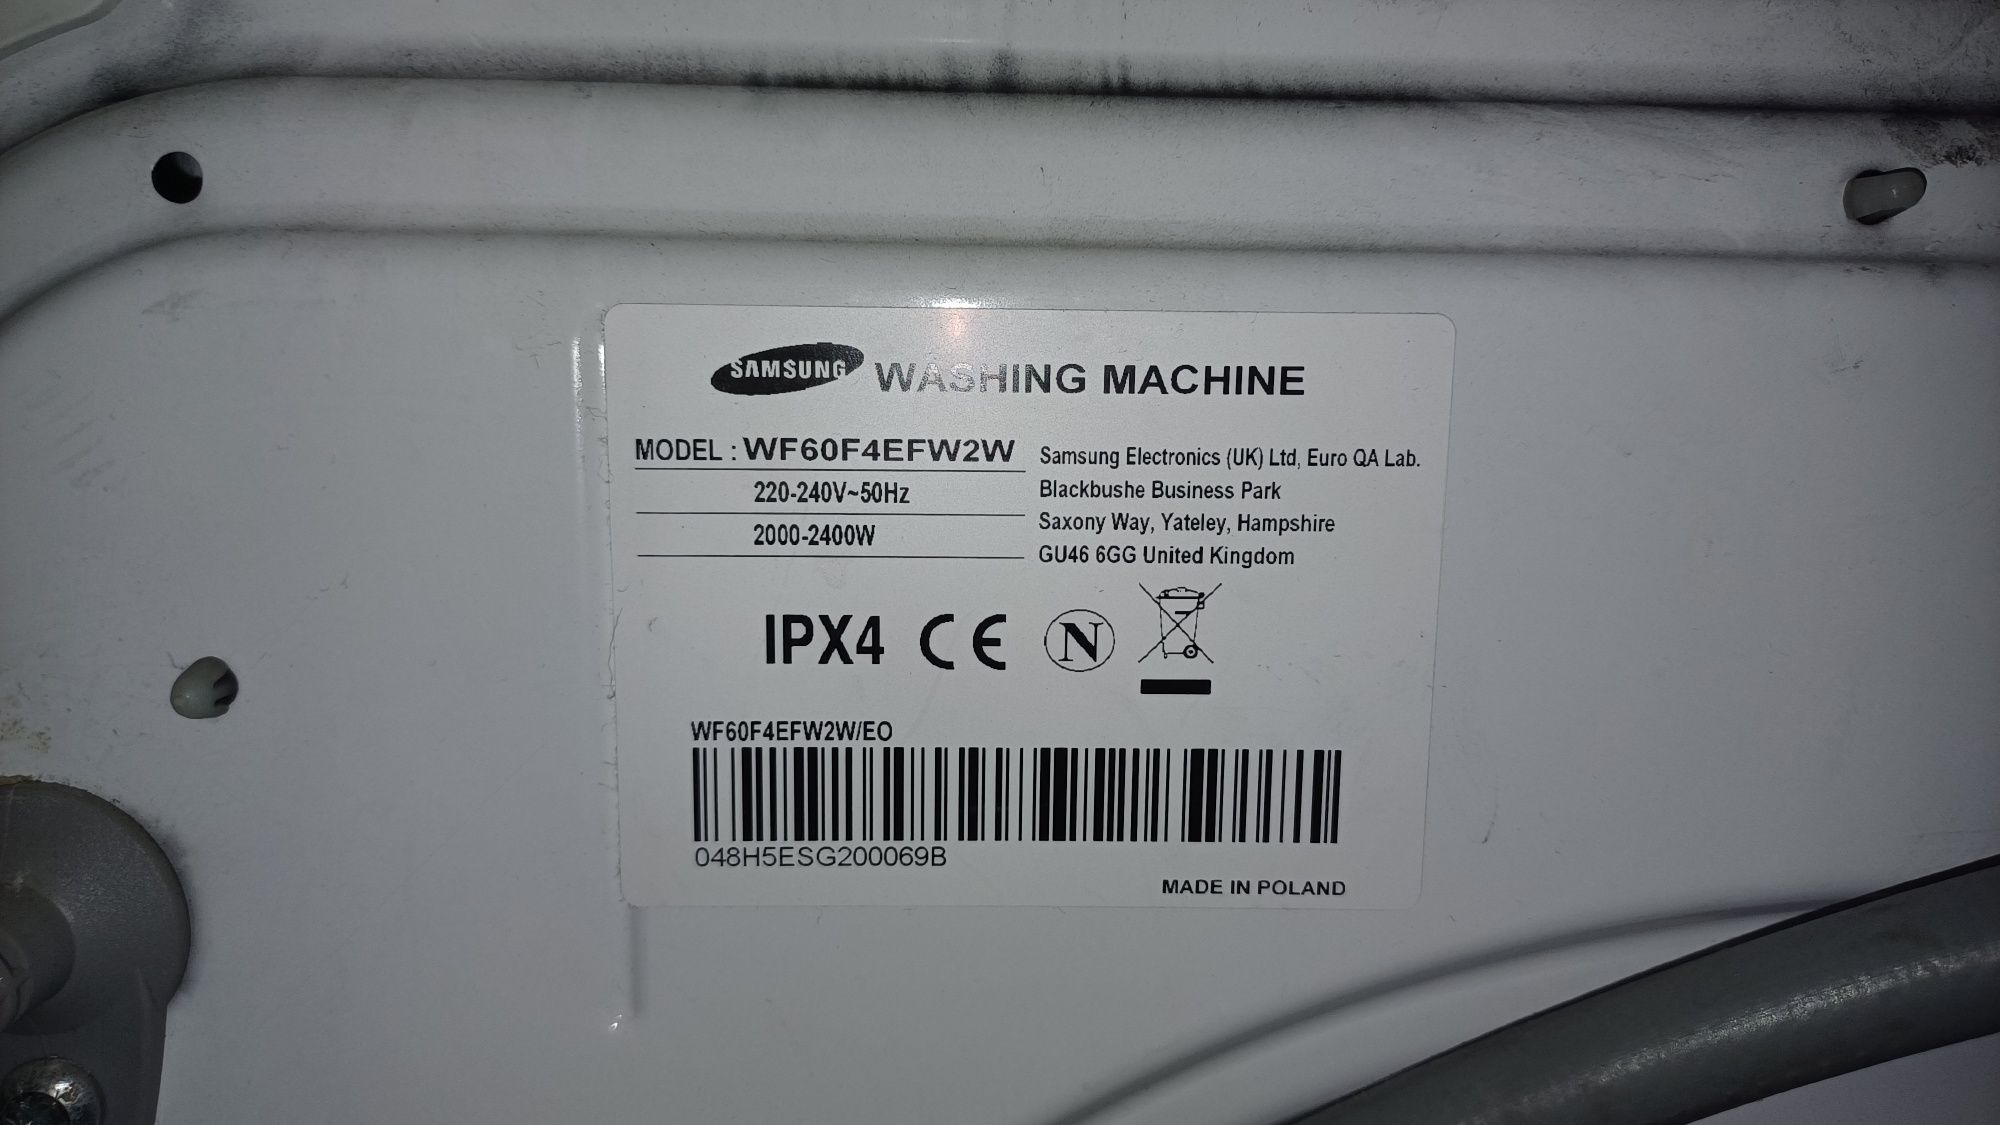 SAMSUNG WASHING MACHINE
MODEL : WF60F4EFW2W
220-240V~50Hz
2000-2400W
Samsung Electronics (UK) Ltd, Euro QA Lab.
Blackbushe Business Park
Saxony Way, Yateley, Hampshire
GU46 6GG United Kingdom
IPX4 CE N
WF60F4EFW2W/EO
048H5ESG200069B
MADE IN POLAND